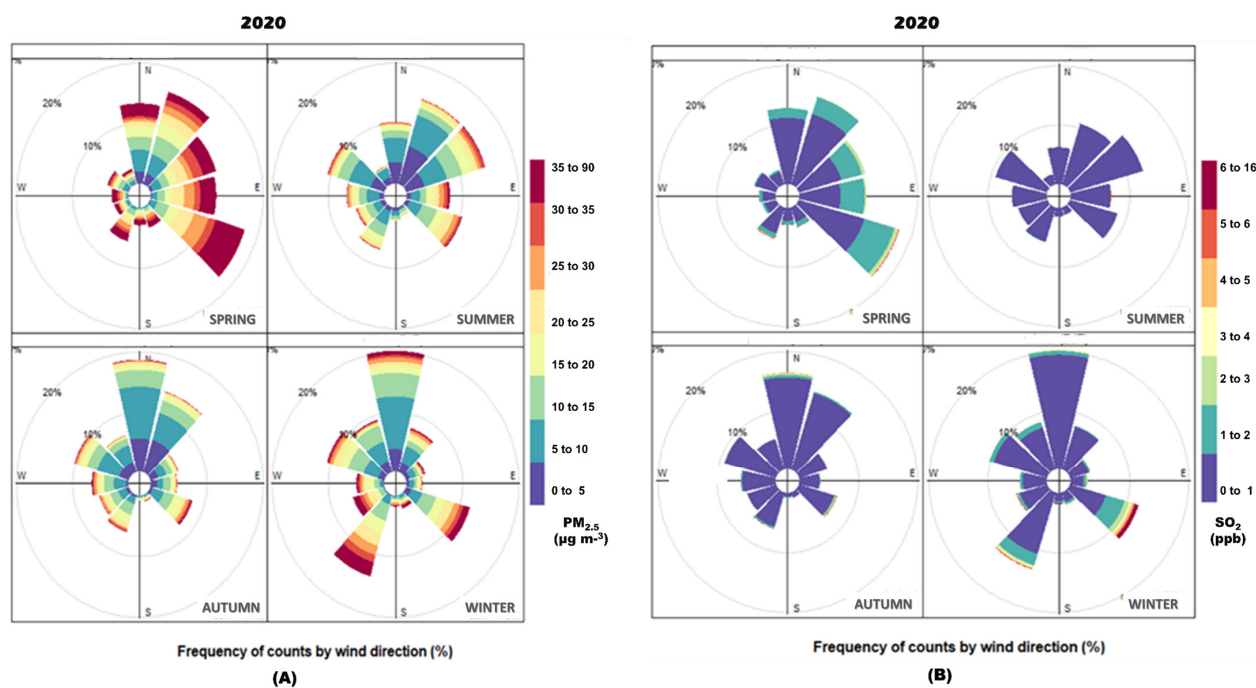 2020
N
20%
10%
W
E
S
SPRING
N
20%
10%
W
E
S
SUMMER
N
20%
10%
W
E
S
AUTUMN
20%
10%
W
E
S
WINTER
35 to 90
30 to 35
25 to 30
20 to 25
15 to 20
10 to 15
5 to 10
0 to 5
PM2.5
(µg m-3)
Frequency of counts by wind direction (%)
(A)
2020
N
20%
10%
W
E
S
SPRING
N
20%
10%
W
E
S
SUMMER
N
20%
10%
W
E
S
AUTUMN
20%
10%
W
E
S
WINTER
6 to 16
5 to 6
4 to 5
3 to 4
2 to 3
1 to 2
0 to 1
SO2
(ppb)
Frequency of counts by wind direction (%)
(B)